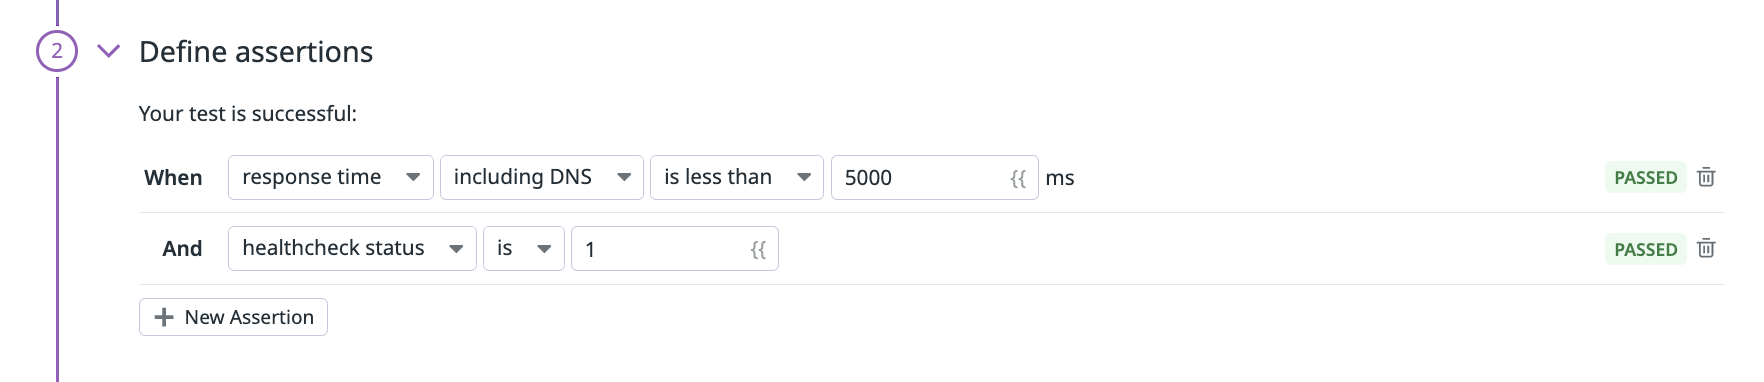 2 Define assertions
Your test is successful:
When response time including DNS is less than 5000 {{ ms PASSED
And healthcheck status is 1 {{ PASSED
New Assertion